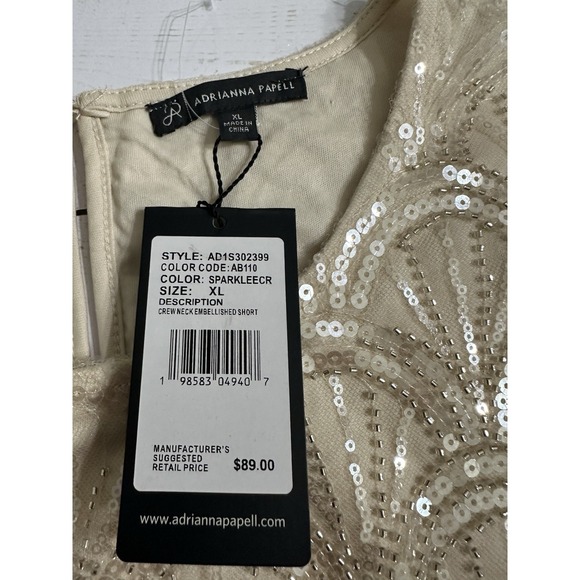 ADRIANNA PAPELL
XL
MADE IN
CHINA
STYLE: AD1S302399
COLOR CODE: AB110
COLOR: SPARKLEECR
SIZE: XL
DESCRIPTION
CREW NECK EMBELLISHED SHORT
1 98583 04940 7
MANUFACTURER'S
SUGGESTED
RETAIL PRICE $89.00
www.adriannapapell.com